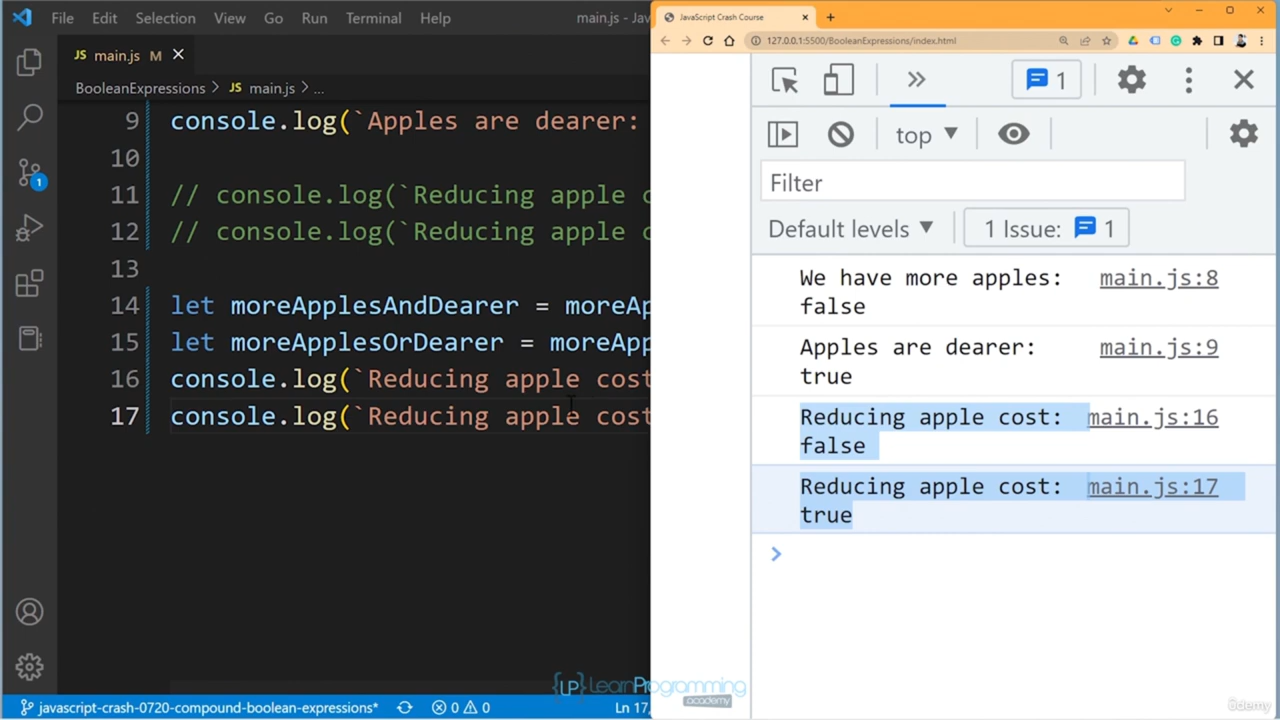 File Edit Selection View Go Run Terminal Help main.js - Jav
JS main.js M
BooleanExpressions > JS main.js > ...
9 console.log(`Apples are dearer:
10
11 // console.log(`Reducing apple c
12 // console.log(`Reducing apple c
13
14 let moreApplesAndDearer = moreAp
15 let moreApplesOrDearer = moreApp
16 console.log(`Reducing apple cost
17 console.log(`Reducing apple cost
1
javascript-crash-0720-compound-boolean-expressions* 0 0 Ln 17,
{LP} LearnProgramming
academy
JavaScript Crash Course
127.0.0.1:5500/BooleanExpressions/index.html
1
top
Filter
Default levels 1 Issue: 1
We have more apples: main.js:8
false
Apples are dearer: main.js:9
true
Reducing apple cost: main.js:16
false
Reducing apple cost: main.js:17
true
ûdemy